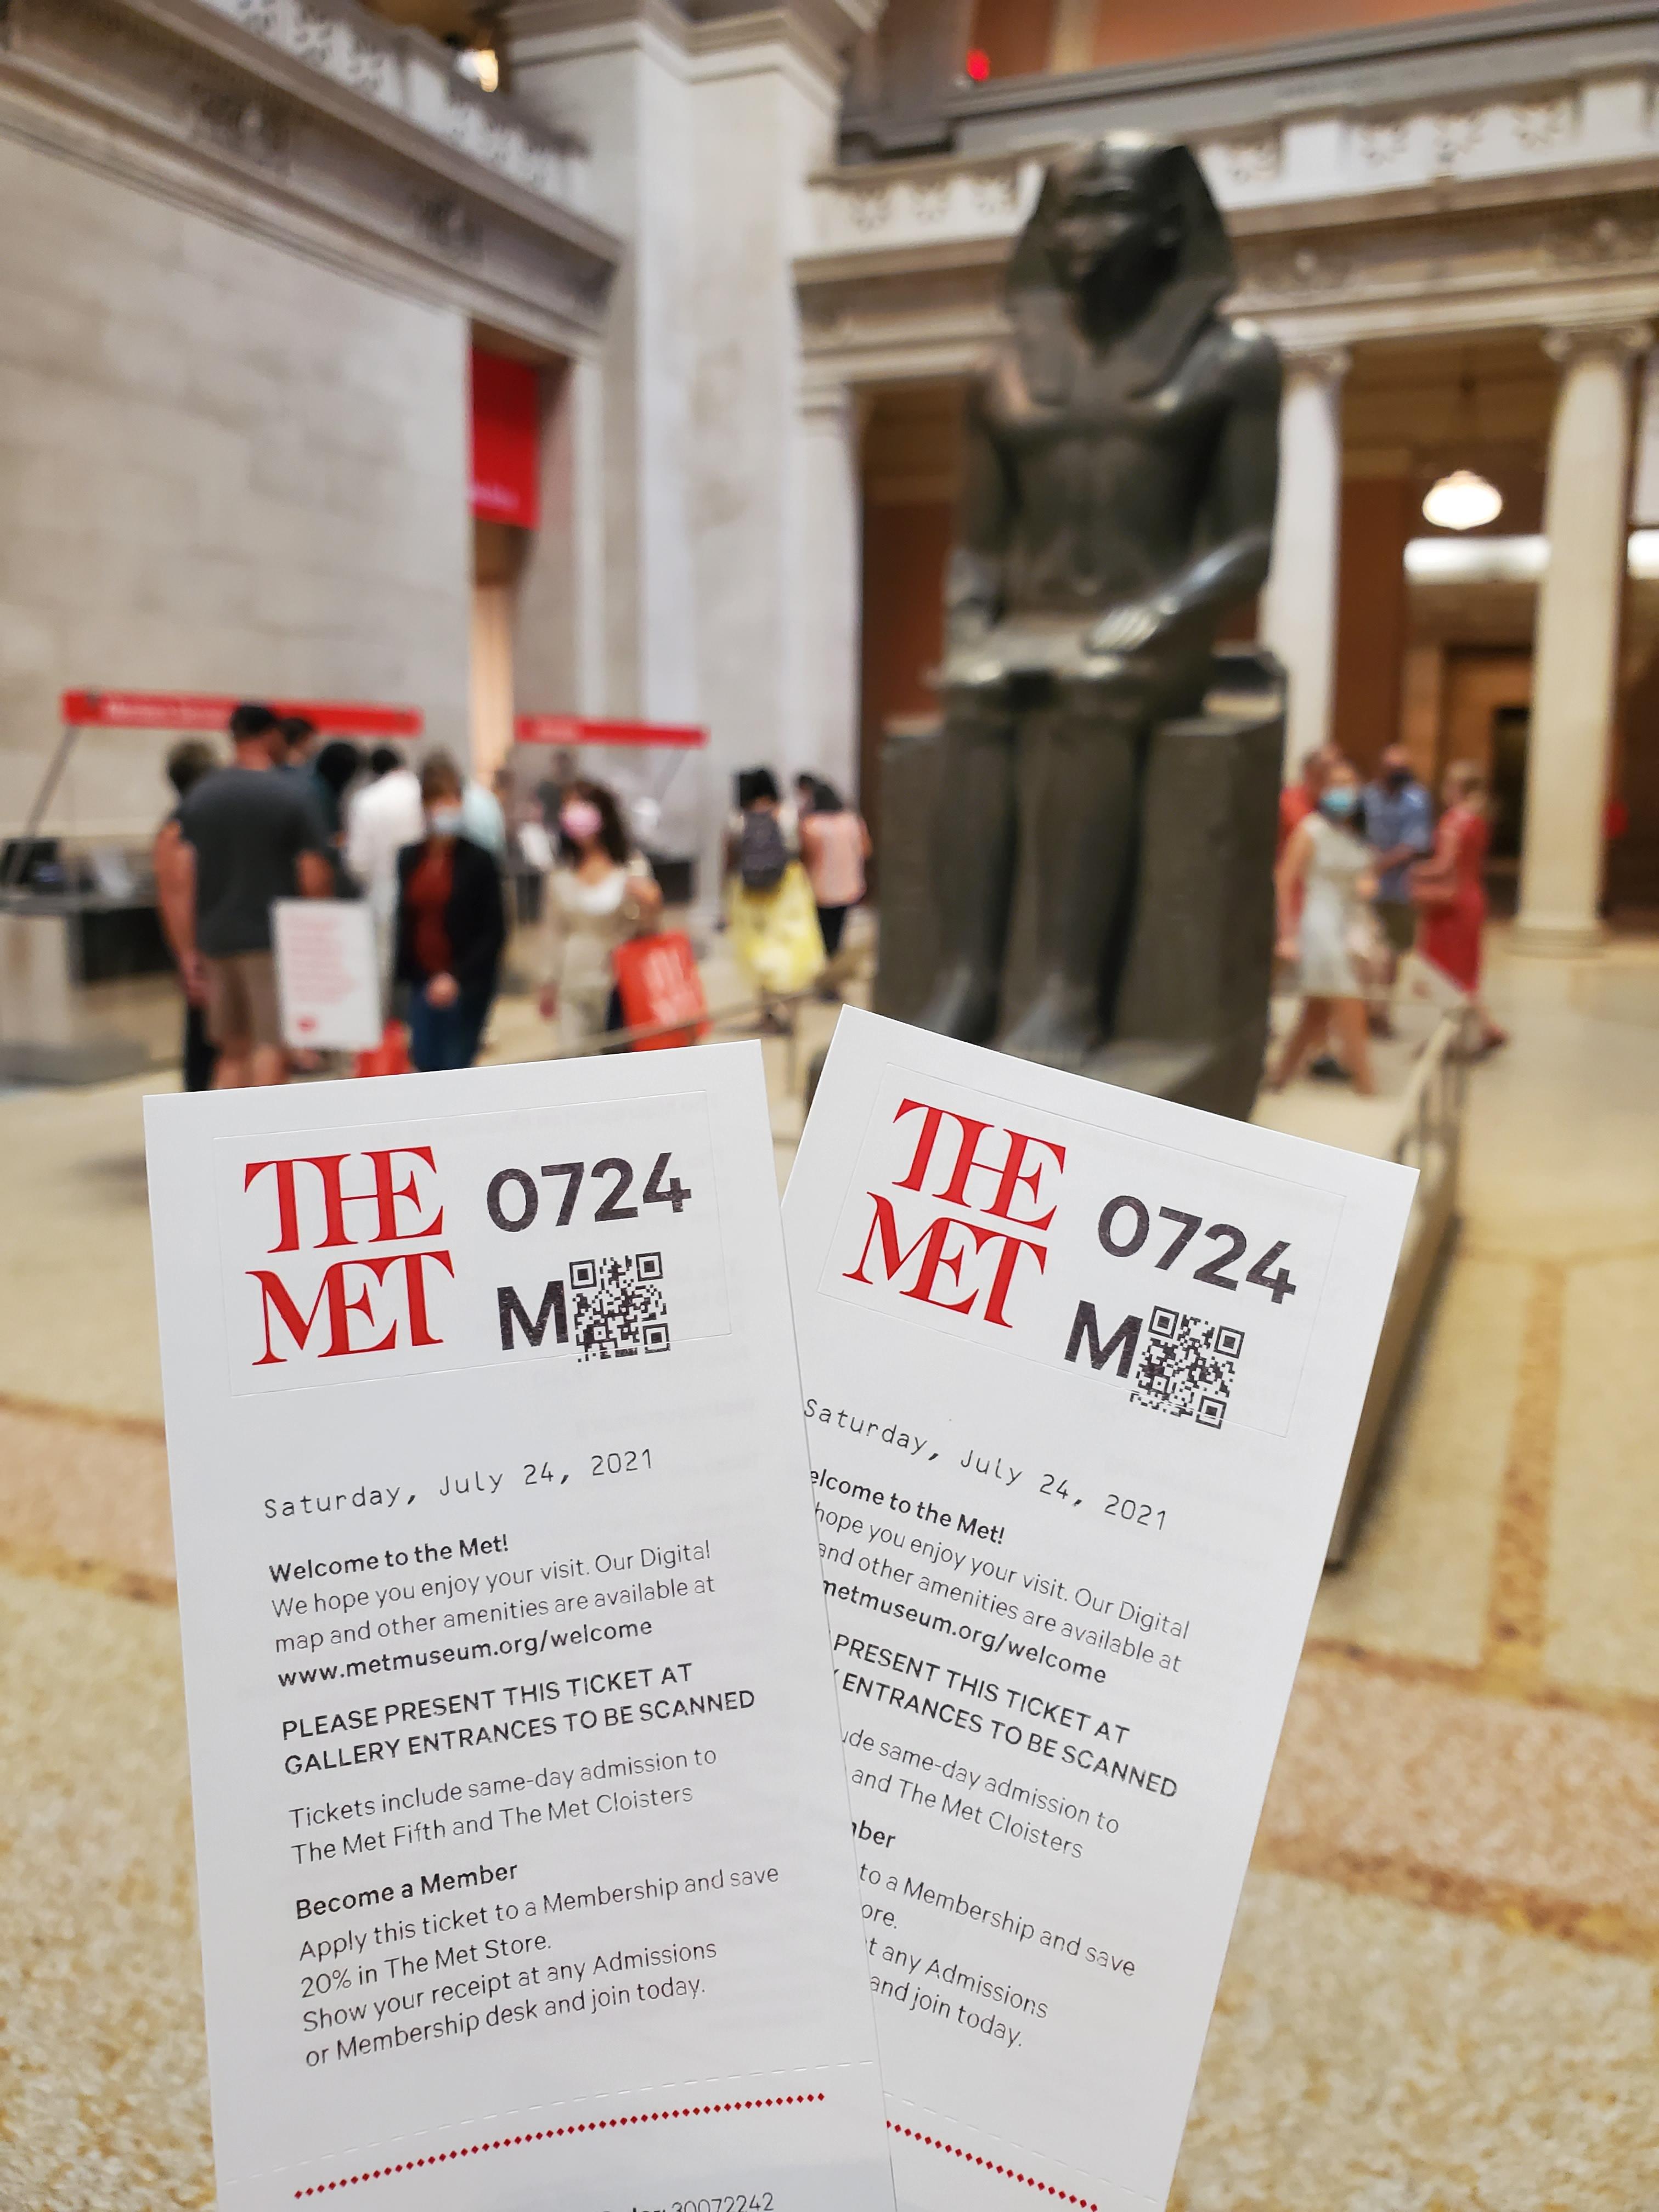 THE
MET
0724
M
Saturday, July 24, 2021
Welcome to the Met!
We hope you enjoy your visit. Our Digital
map and other amenities are available at
www.metmuseum.org/welcome
PLEASE PRESENT THIS TICKET AT
GALLERY ENTRANCES TO BE SCANNED
Tickets include same-day admission to
The Met Fifth and The Met Cloisters
Become a Member
Apply this ticket to a Membership and save
20% in The Met Store.
Show your receipt at any Admissions
or Membership desk and join today.
30072242
THE
MET
0724
M
Saturday, July 24, 2021
elcome to the Met!
hope you enjoy your visit. Our Digital
and other amenities are available at
metmuseum.org/welcome
PRESENT THIS TICKET AT
ENTRANCES TO BE SCANNED
ude same-day admission to
and The Met Cloisters
ber
to a Membership and save
ore.
t any Admissions
and join today.